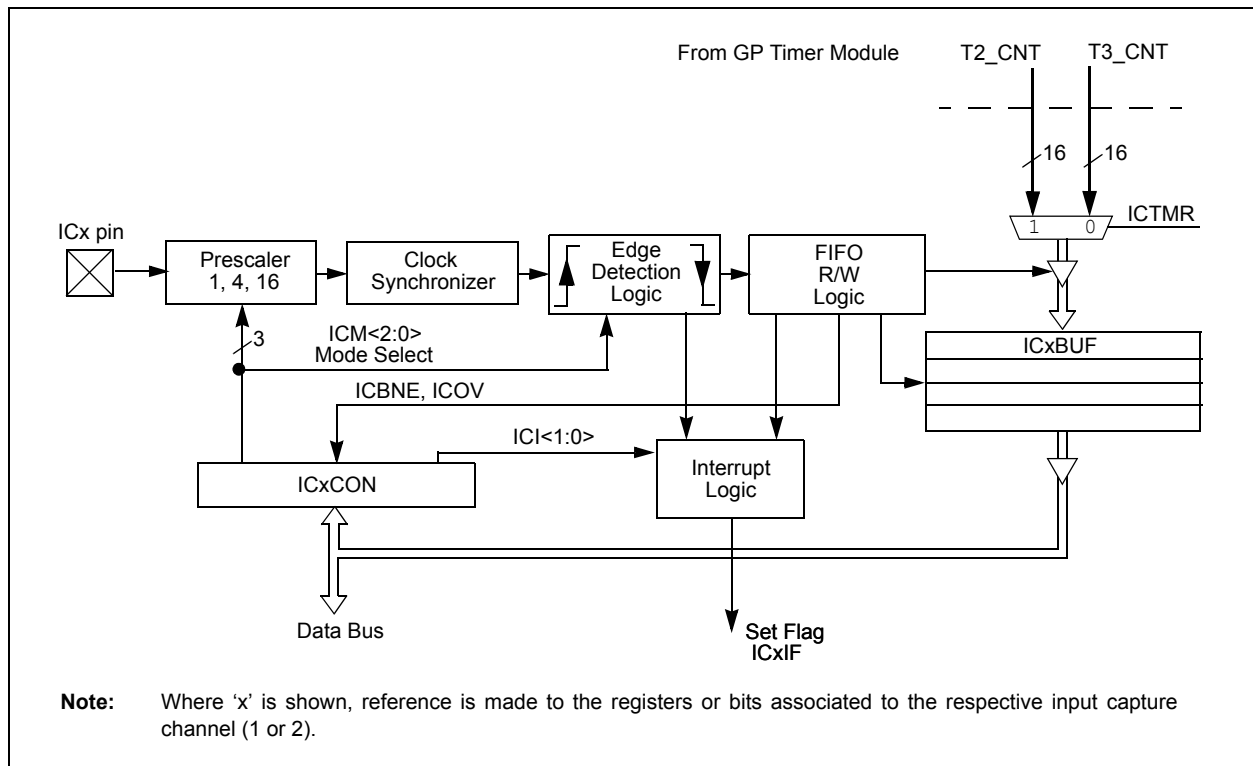 From GP Timer Module
T2_CNT
T3_CNT
16
16
ICx pin
1
0
ICTMR
Prescaler
1, 4, 16
Clock
Synchronizer
Edge
Detection
Logic
FIFO
R/W
Logic
3
ICM<2:0>
Mode Select
ICxBUF
ICBNE, ICOV
ICI<1:0>
Interrupt
Logic
ICxCON
Data Bus
Set Flag
ICxIF
Note: Where ‘x’ is shown, reference is made to the registers or bits associated to the respective input capture
channel (1 or 2).